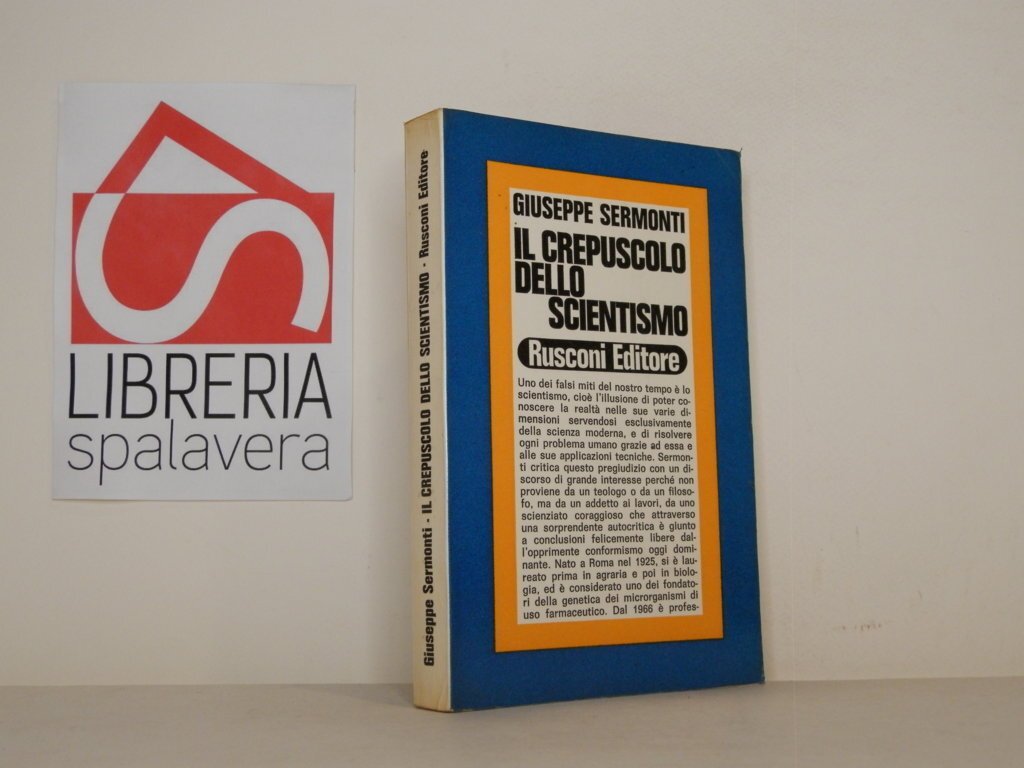 LIBRERIA
spalavera
Giuseppe Sermonti - IL CREPUSCOLO DELLO SCIENTISMO - Rusconi Editore
GIUSEPPE SERMONTI
IL CREPUSCOLO
DELLO
SCIENTISMO
Rusconi Editore
Uno dei falsi miti del nostro tempo è lo
scientismo, cioè l'illusione di poter co-
noscere la realtà nelle sue varie di-
mensioni servendosi esclusivamente
della scienza moderna, e di risolvere
ogni problema umano grazie ad essa e
alle sue applicazioni tecniche. Sermon-
ti critica questo pregiudizio con un di-
scorso di grande interesse perché non
proviene da un teologo o da un filoso-
fo, ma da un addetto ai lavori, da uno
scienziato coraggioso che attraverso
una sorprendente autocritica è giunto
a conclusioni felicemente libere dal-
l'opprimente conformismo oggi domi-
nante. Nato a Roma nel 1925, si è lau-
reato prima in agraria e poi in biolo-
gia, ed è considerato uno dei fondato-
ri della genetica dei microrganismi di
uso farmaceutico. Dal 1966 è profes-